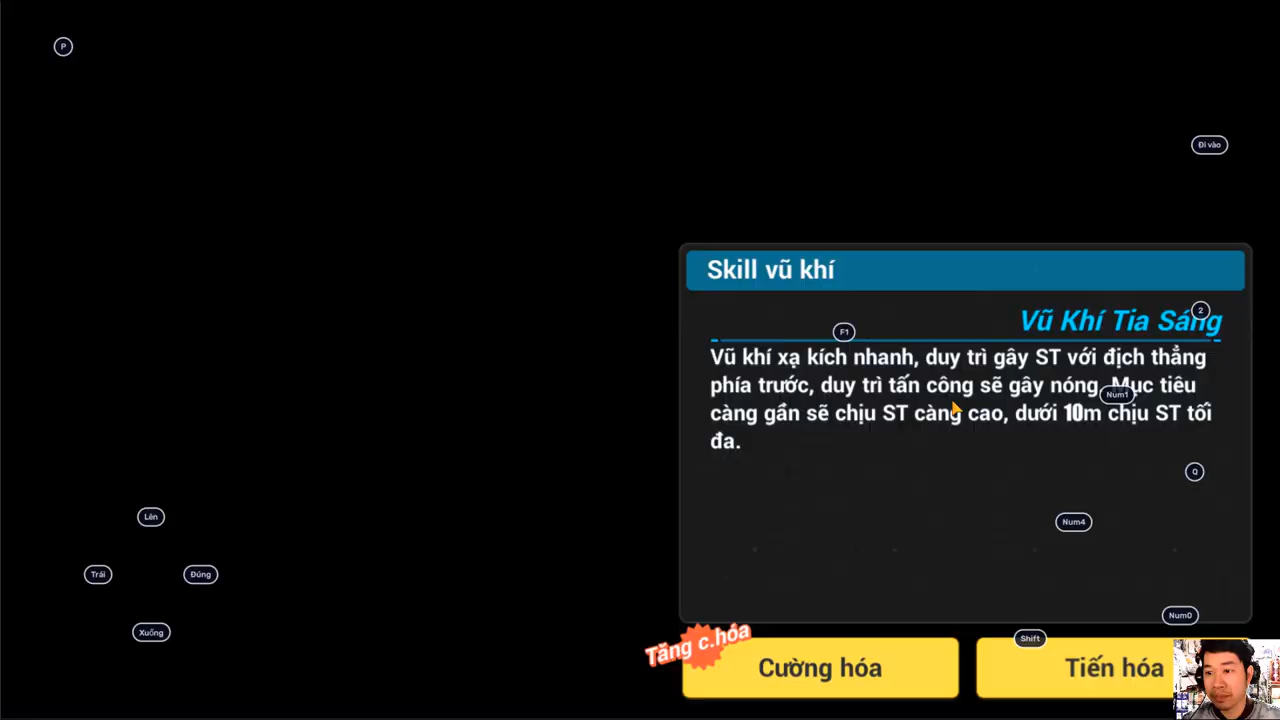 P
Đi vào
Skill vũ khí
2
Vũ Khí Tia Sáng
F1
Vũ khí xạ kích nhanh, duy trì gây ST với địch thẳng
phía trước, duy trì tấn công sẽ gây nóng. Mục tiêu
Num1
càng gần sẽ chịu ST càng cao, dưới 10m chịu ST tối
đa.
Q
Lên
Num4
Trái
Đúng
Num0
Xuống
Shift
Tăng c.hóa
Cường hóa
Tiến hóa